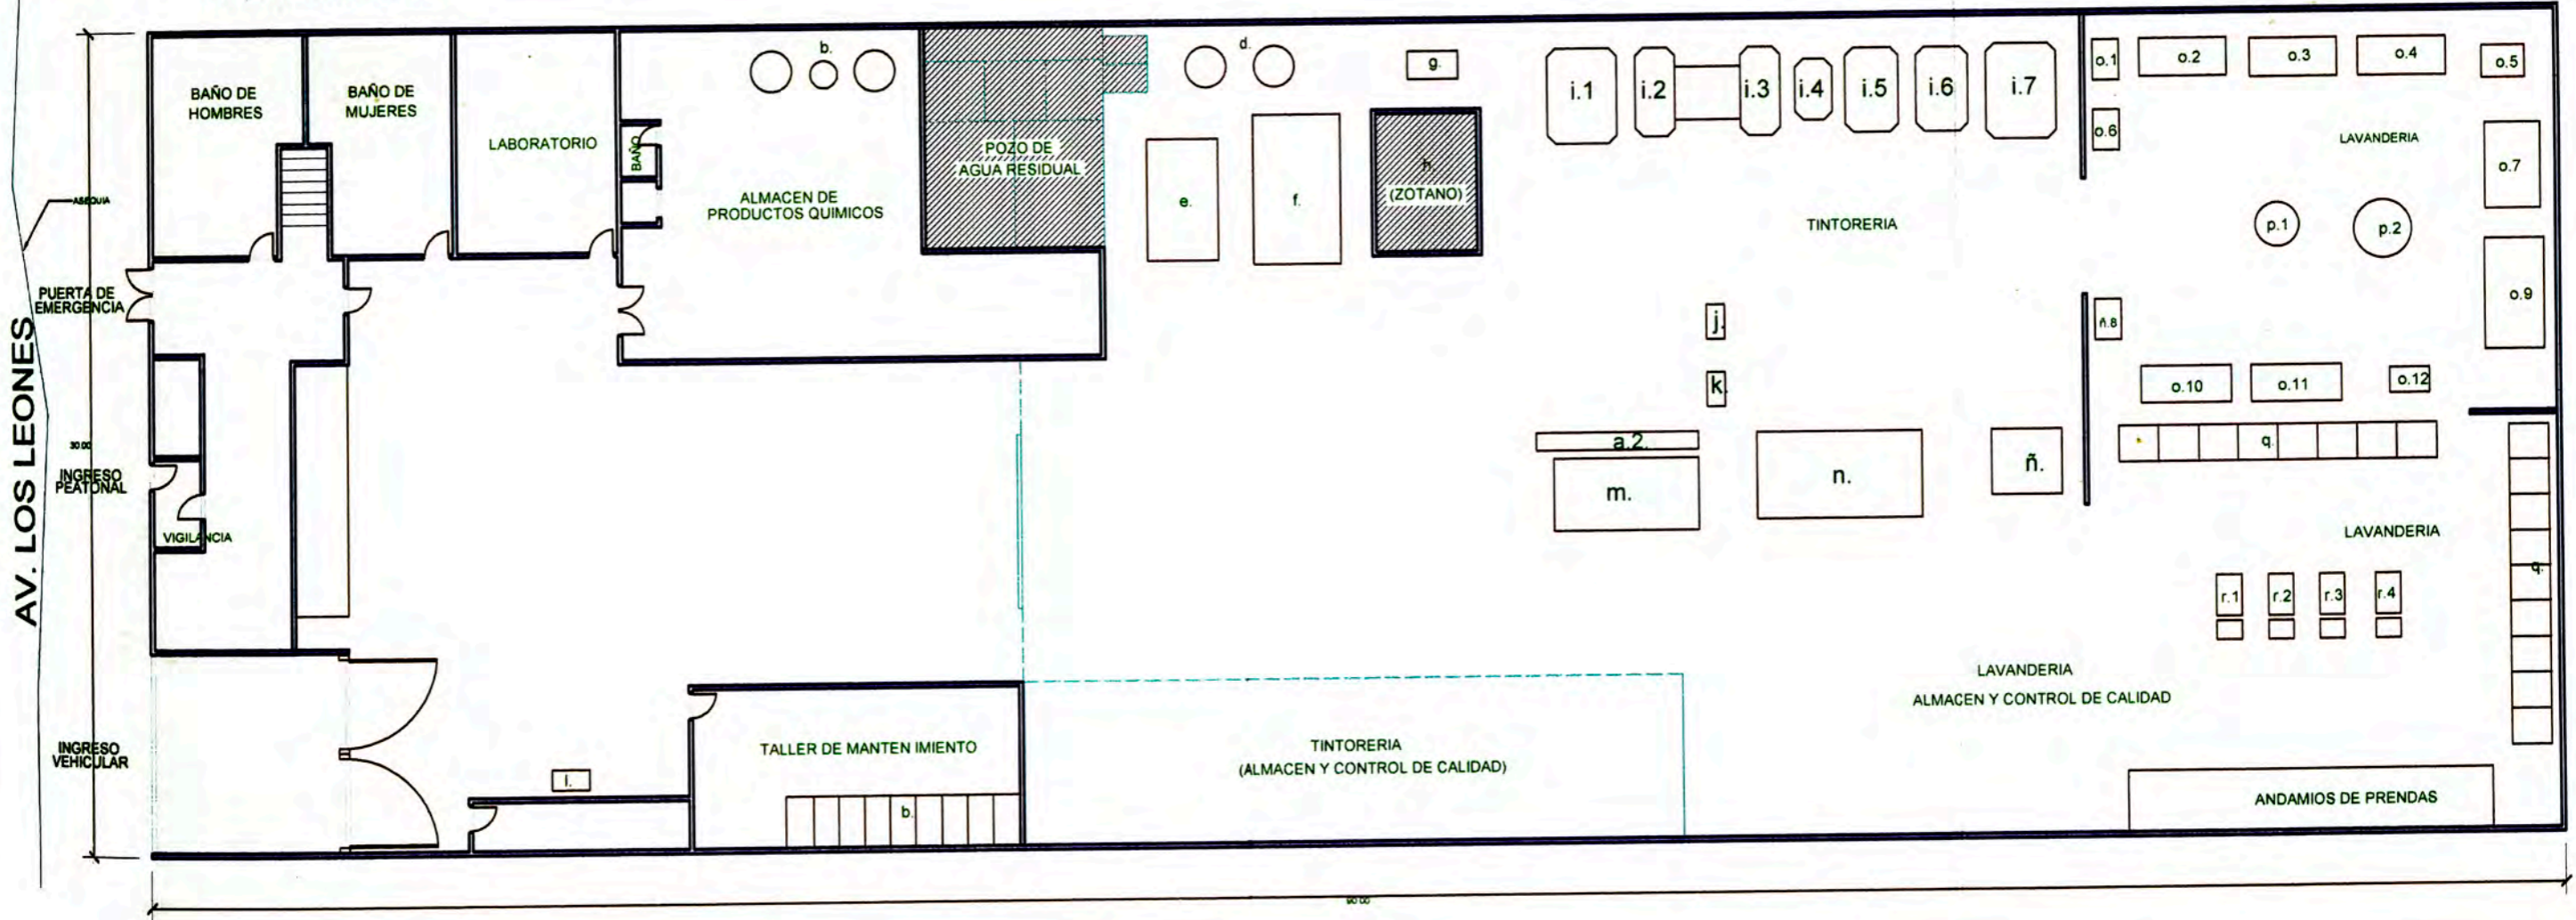 AV. LOS LEONES
ASEQUIA
PUERTA DE
EMERGENCIA
30.00
INGRESO
PEATONAL
INGRESO
VEHICULAR
BAÑO DE
HOMBRES
BAÑO DE
MUJERES
LABORATORIO
BAÑO
b.
ALMACEN DE
PRODUCTOS QUIMICOS
POZO DE
AGUA RESIDUAL
d.
g.
e.
f.
h.
(ZOTANO)
i.1
i.2
i.3
i.4
i.5
i.6
i.7
TINTORERIA
o.1
o.2
o.3
o.4
o.5
o.6
LAVANDERIA
o.7
p.1
p.2
o.9
ñ.8
o.10
o.11
o.12
j.
k.
a.2.
m.
n.
ñ.
q.
q.
LAVANDERIA
r.1
r.2
r.3
r.4
VIGILANCIA
LAVANDERIA
ALMACEN Y CONTROL DE CALIDAD
TALLER DE MANTEN IMIENTO
b.
l.
TINTORERIA
(ALMACEN Y CONTROL DE CALIDAD)
ANDAMIOS DE PRENDAS
90.00